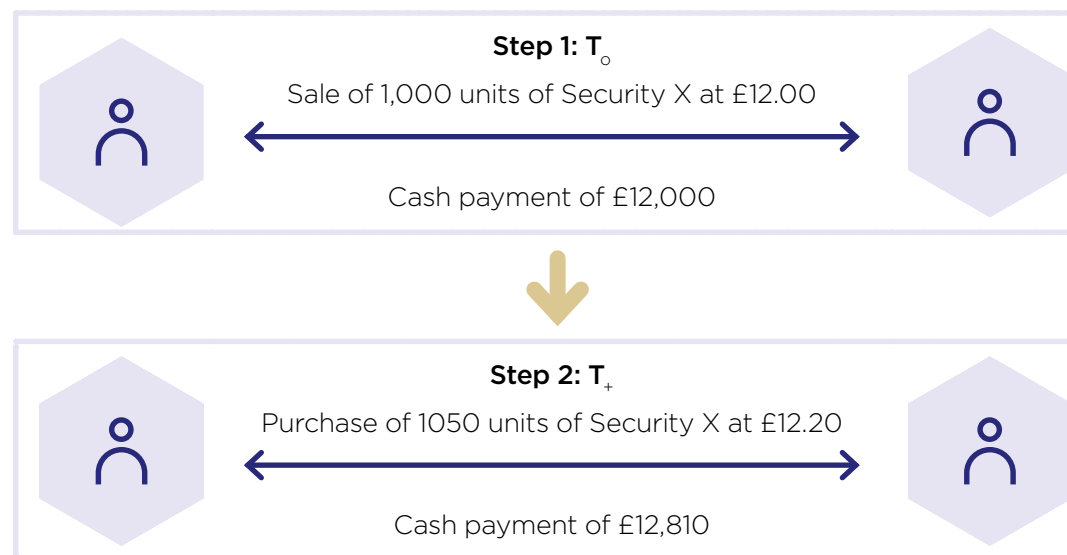 Step 1: T₀
Sale of 1,000 units of Security X at £12.00
Cash payment of £12,000
Step 2: T₊
Purchase of 1050 units of Security X at £12.20
Cash payment of £12,810